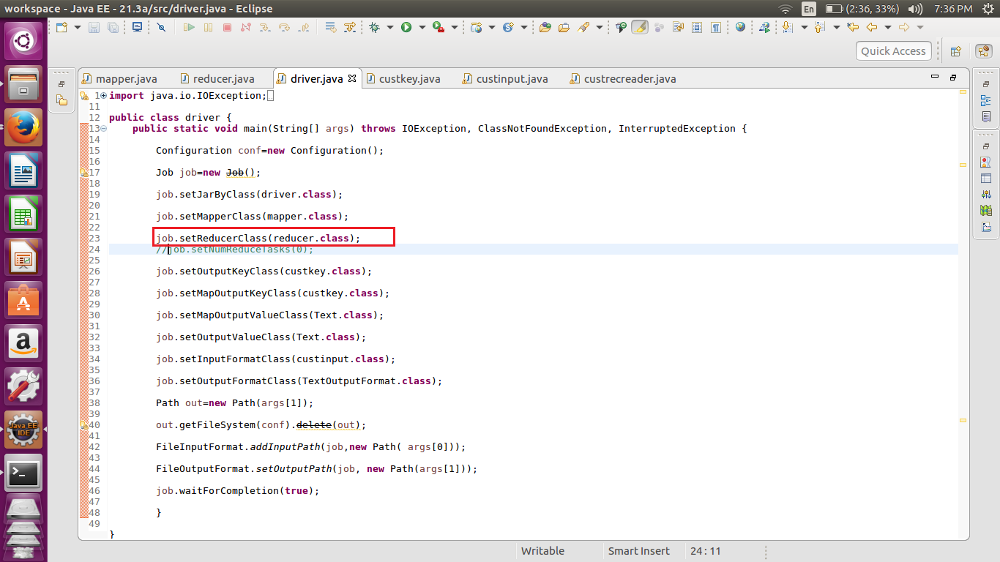 workspace - Java EE - 21.3a/src/driver.java - Eclipse
En (2:36, 33%) 7:36 PM
Quick Access
mapper.java reducer.java driver.java custkey.java custinput.java custrecreader.java
1 import java.io.IOException;
11
12 public class driver {
13 public static void main(String[] args) throws IOException, ClassNotFoundException, InterruptedException {
14
15 Configuration conf=new Configuration();
16
17 Job job=new Job();
18
19 job.setJarByClass(driver.class);
20
21 job.setMapperClass(mapper.class);
22
23 job.setReducerClass(reducer.class);
24 //job.setNumReduceTasks(0);
25
26 job.setOutputKeyClass(custkey.class);
27
28 job.setMapOutputKeyClass(custkey.class);
29
30 job.setMapOutputValueClass(Text.class);
31
32 job.setOutputValueClass(Text.class);
33
34 job.setInputFormatClass(custinput.class);
35
36 job.setOutputFormatClass(TextOutputFormat.class);
37
38 Path out=new Path(args[1]);
39
40 out.getFileSystem(conf).delete(out);
41
42 FileInputFormat.addInputPath(job,new Path( args[0]));
43
44 FileOutputFormat.setOutputPath(job, new Path(args[1]));
45
46 job.waitForCompletion(true);
47
48 }
49
}
Java EE
IDE
Writable Smart Insert 24 : 11